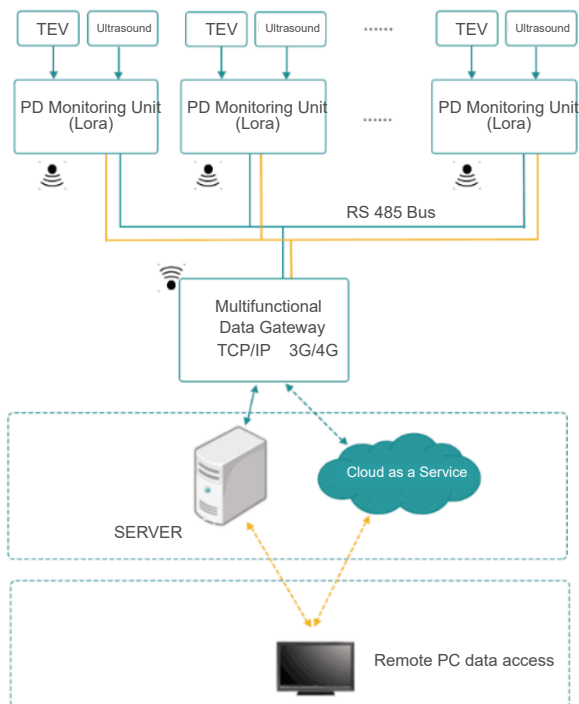 TEV Ultrasound TEV Ultrasound ...... TEV Ultrasound
PD Monitoring Unit PD Monitoring Unit PD Monitoring Unit
(Lora) (Lora) ...... (Lora)
RS 485 Bus
Multifunctional
Data Gateway
TCP/IP 3G/4G
Cloud as a Service
SERVER
Remote PC data access